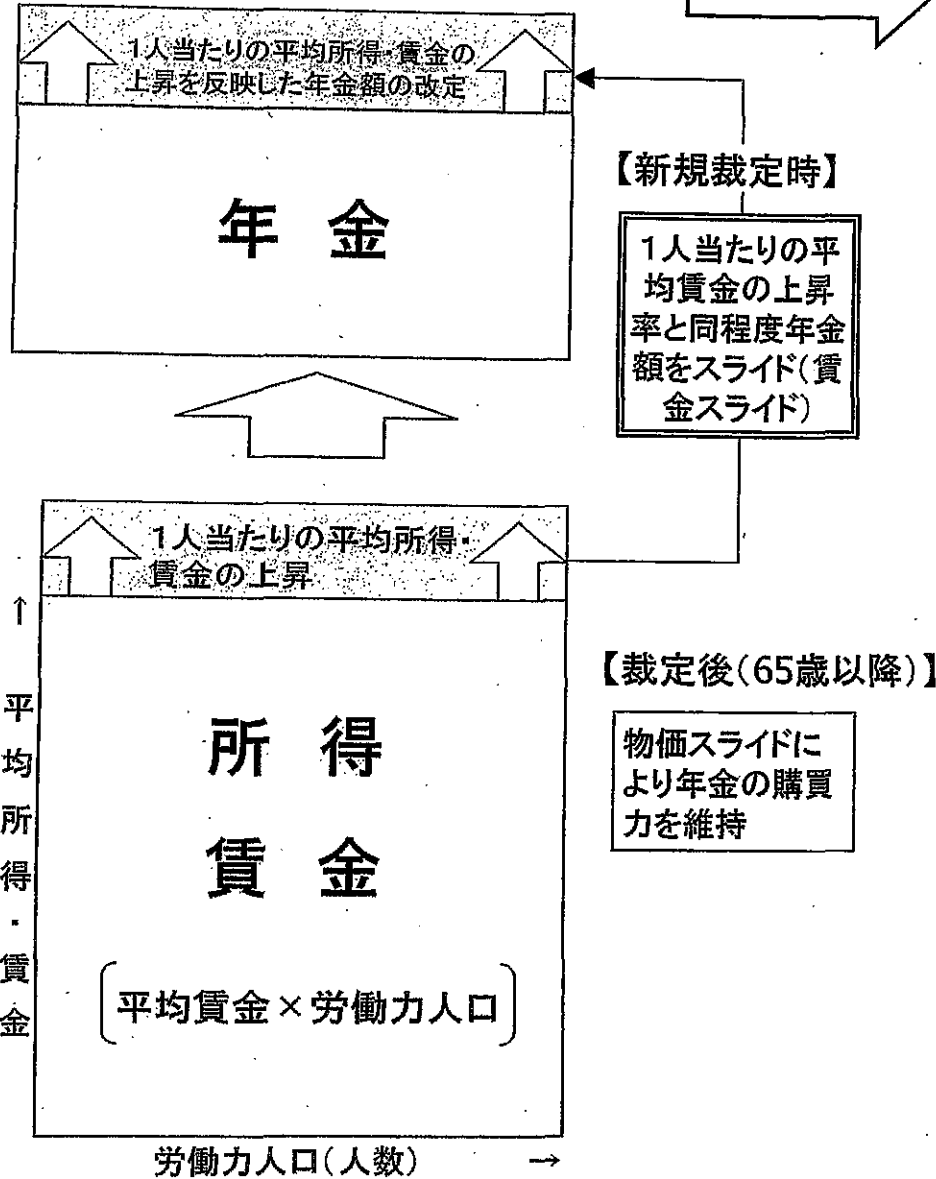 1人当たりの平均所得・賃金の
上昇を反映した年金額の改定
年 金
【新規裁定時】
1人当たりの平
均賃金の上昇
率と同程度年金
額をスライド(賃
金スライド)
1人当たりの平均所得・
賃金の上昇
↑
平
均
所
得
・
賃
金
所 得
賃 金
平均賃金×労働力人口
【裁定後(65歳以降)】
物価スライドに
より年金の購買
力を維持
労働力人口(人数) →